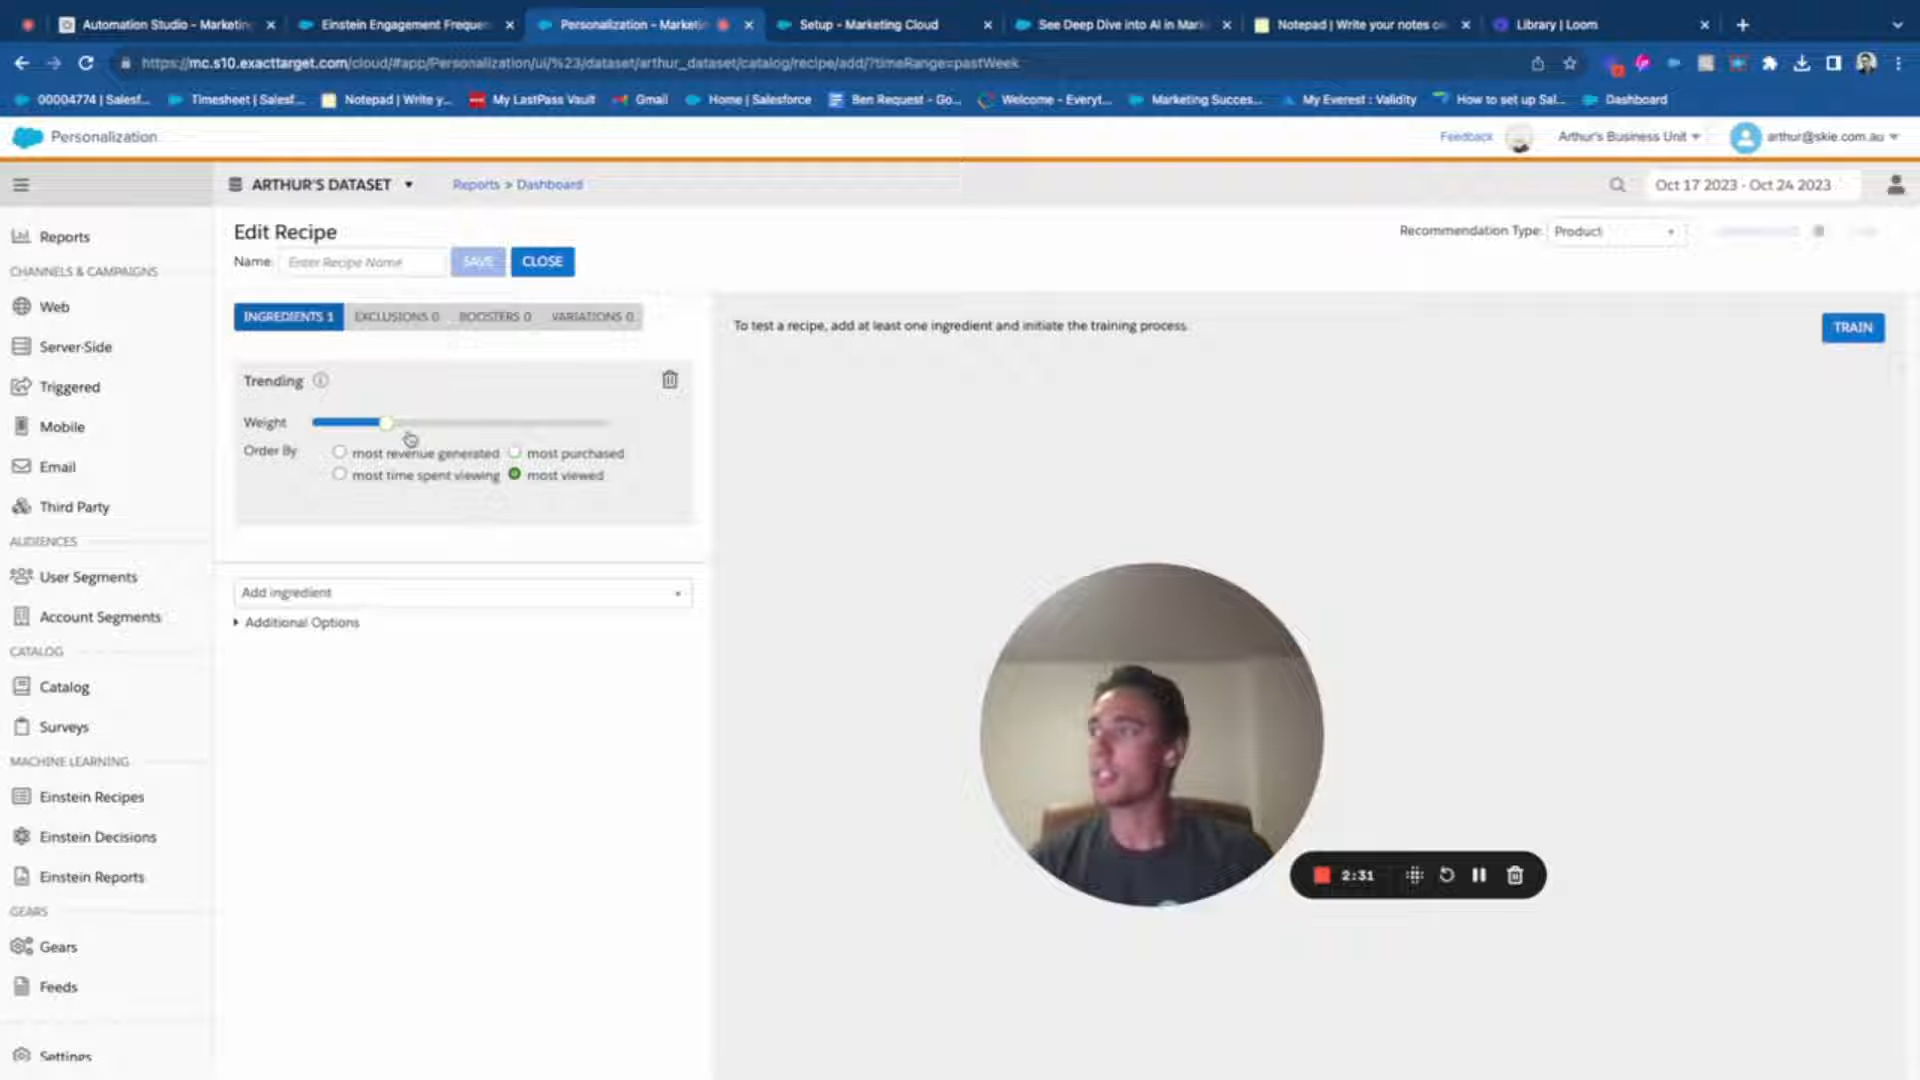 Automation Studio - Marketing
Einstein Engagement Freque
Personalization - Marketi
Setup - Marketing Cloud
See Deep Dive into AI in Mark
Notepad | Write your notes o
Library | Loom
https://mc.s10.exacttarget.com/cloud/#app/Personalization/ui/%23/dataset/arthur_dataset/catalog/recipe/add/?timeRange=pastWeek
00004774 | Salesf...
Timesheet | Salesf...
Notepad | Write y...
My LastPass Vault
Gmail
Home | Salesforce
Ben Request - Go...
Welcome - Everyt...
Marketing Succes...
My Everest : Validity
How to set up Sal...
Dashboard
Personalization
Feedback
Arthur's Business Unit
arthur@skie.com.au
ARTHUR'S DATASET
Reports > Dashboard
Oct 17 2023 - Oct 24 2023
Reports
CHANNELS & CAMPAIGNS
Web
Server-Side
Triggered
Mobile
Email
Third Party
AUDIENCES
User Segments
Account Segments
CATALOG
Catalog
Surveys
MACHINE LEARNING
Einstein Recipes
Einstein Decisions
Einstein Reports
GEARS
Gears
Feeds
Settings
Edit Recipe
Recommendation Type: Product
Name: Enter Recipe Name SAVE CLOSE
INGREDIENTS 1 EXCLUSIONS 0 BOOSTERS 0 VARIATIONS 0
To test a recipe, add at least one ingredient and initiate the training process.
TRAIN
Trending
Weight
Order By
most revenue generated
most purchased
most time spent viewing
most viewed
Add ingredient
Additional Options
2:31